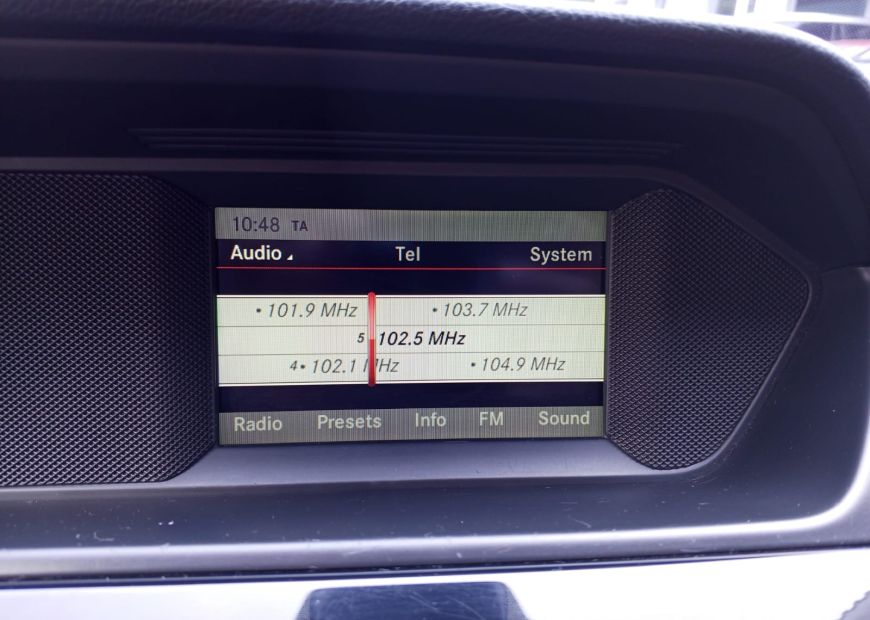 10:48 TA
Audio Tel System
• 101.9 MHz • 103.7 MHz
5 102.5 MHz
4• 102.1 MHz • 104.9 MHz
Radio Presets Info FM Sound